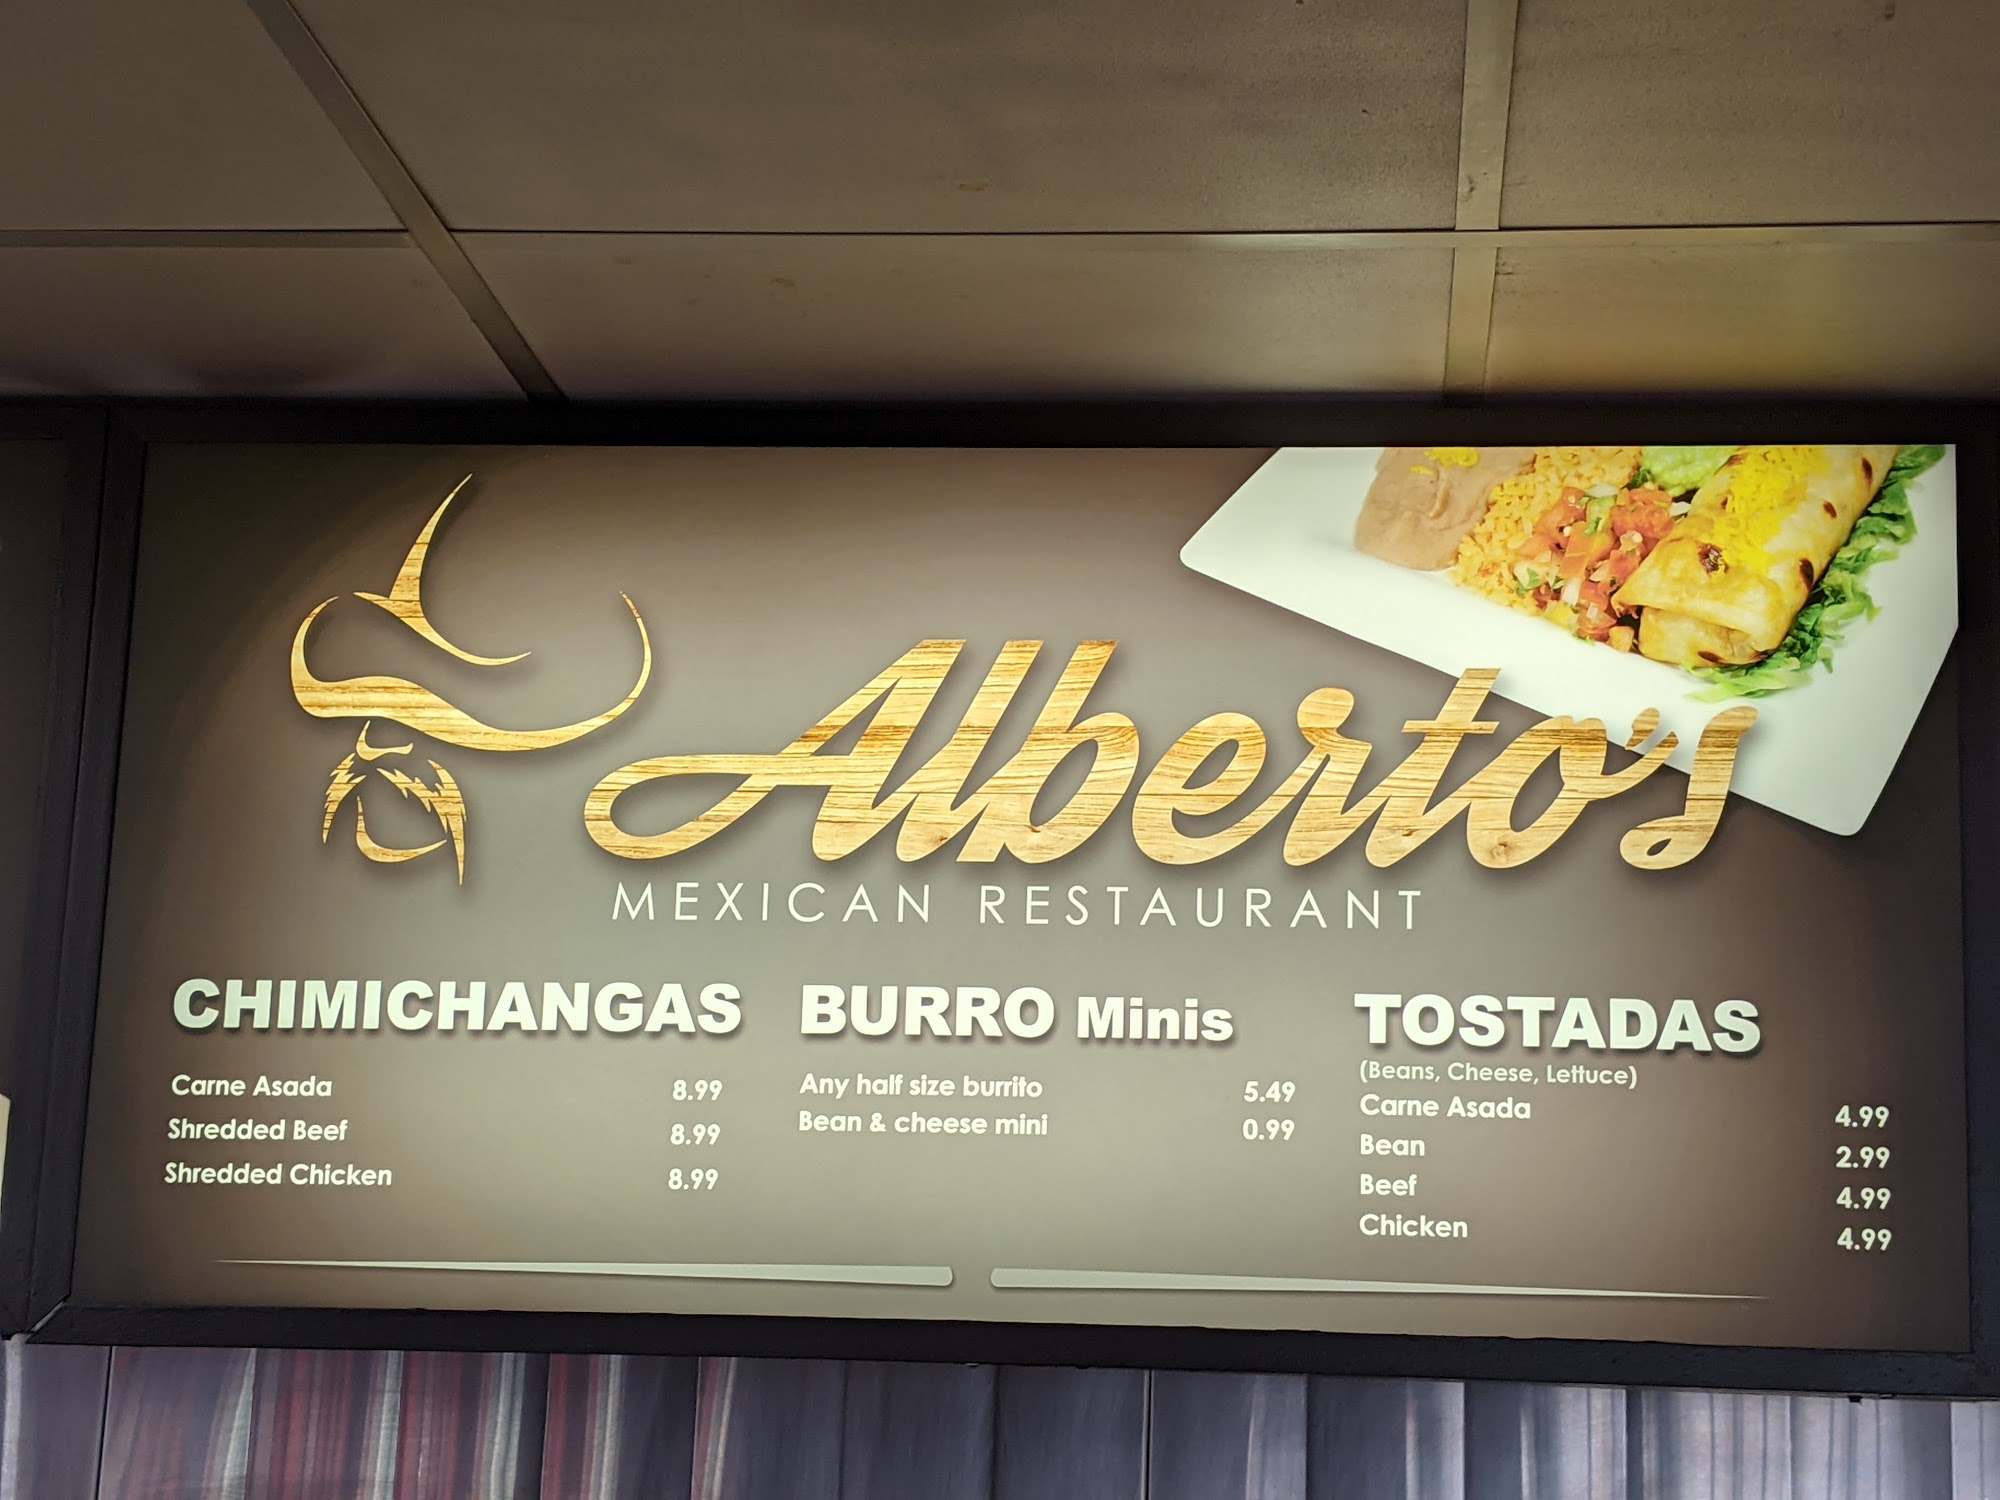 Alberto's
MEXICAN RESTAURANT
CHIMICHANGAS
Carne Asada 8.99
Shredded Beef 8.99
Shredded Chicken 8.99
BURRO Minis
Any half size burrito 5.49
Bean & cheese mini 0.99
TOSTADAS
(Beans, Cheese, Lettuce)
Carne Asada 4.99
Bean 2.99
Beef 4.99
Chicken 4.99